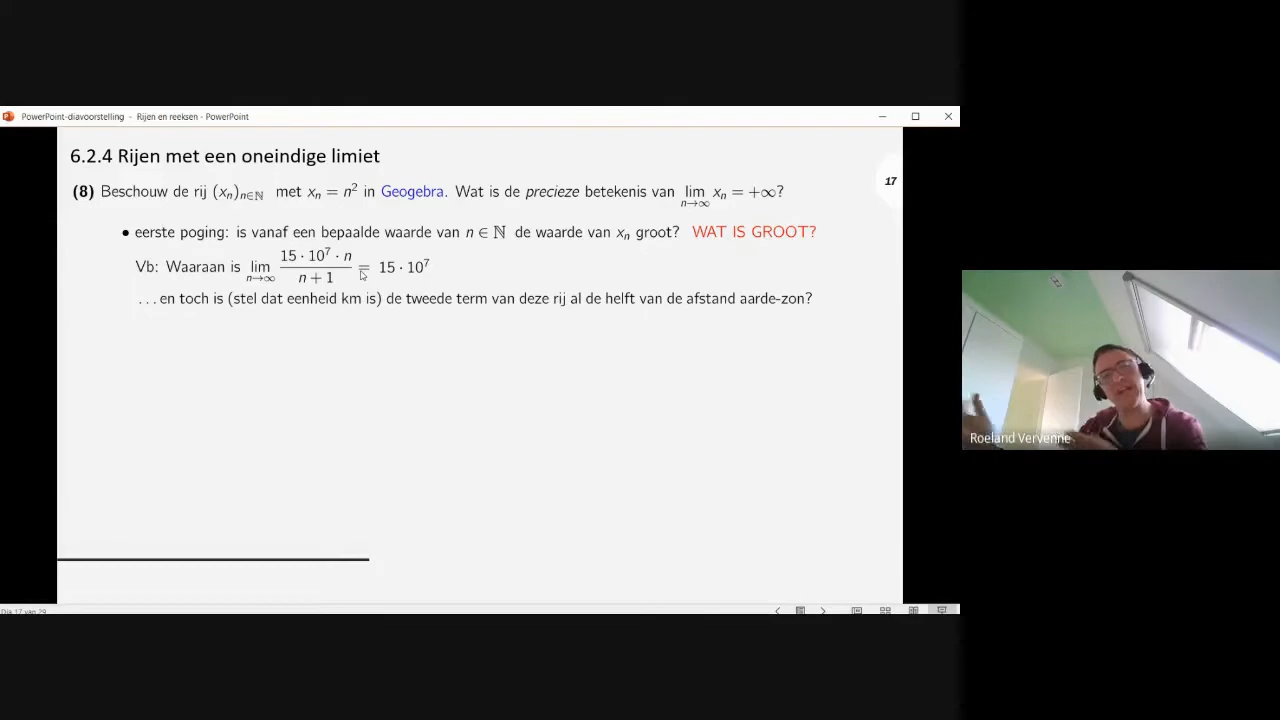 PowerPoint-diavoorstelling - Rijen en reeksen - PowerPoint
6.2.4 Rijen met een oneindige limiet
17
(8) Beschouw de rij (xₙ)ₙ∈ℕ met xₙ = n² in Geogebra. Wat is de precieze betekenis van lim n→∞ xₙ = +∞?
• eerste poging: is vanaf een bepaalde waarde van n ∈ ℕ de waarde van xₙ groot? WAT IS GROOT?
Vb: Waaraan is lim n→∞ (15 · 10⁷ · n)/(n + 1) = 15 · 10⁷
...en toch is (stel dat eenheid km is) de tweede term van deze rij al de helft van de afstand aarde-zon?
Roeland Vervenne
Dia 17 van 29